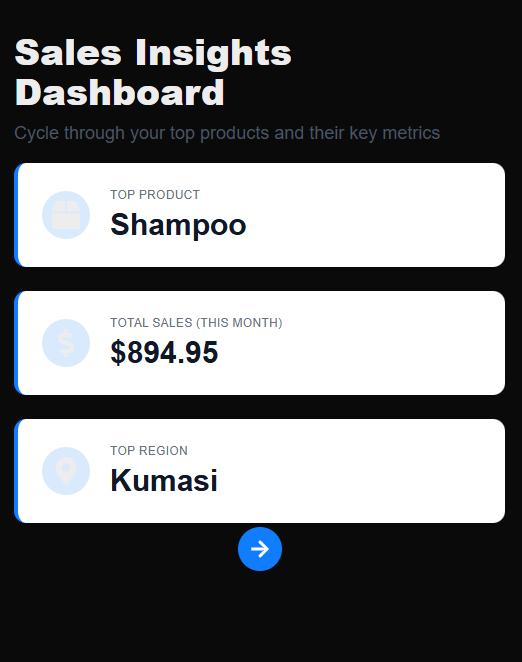 Sales Insights
Dashboard
Cycle through your top products and their key metrics
TOP PRODUCT
Shampoo
TOTAL SALES (THIS MONTH)
$
$894.95
TOP REGION
Kumasi